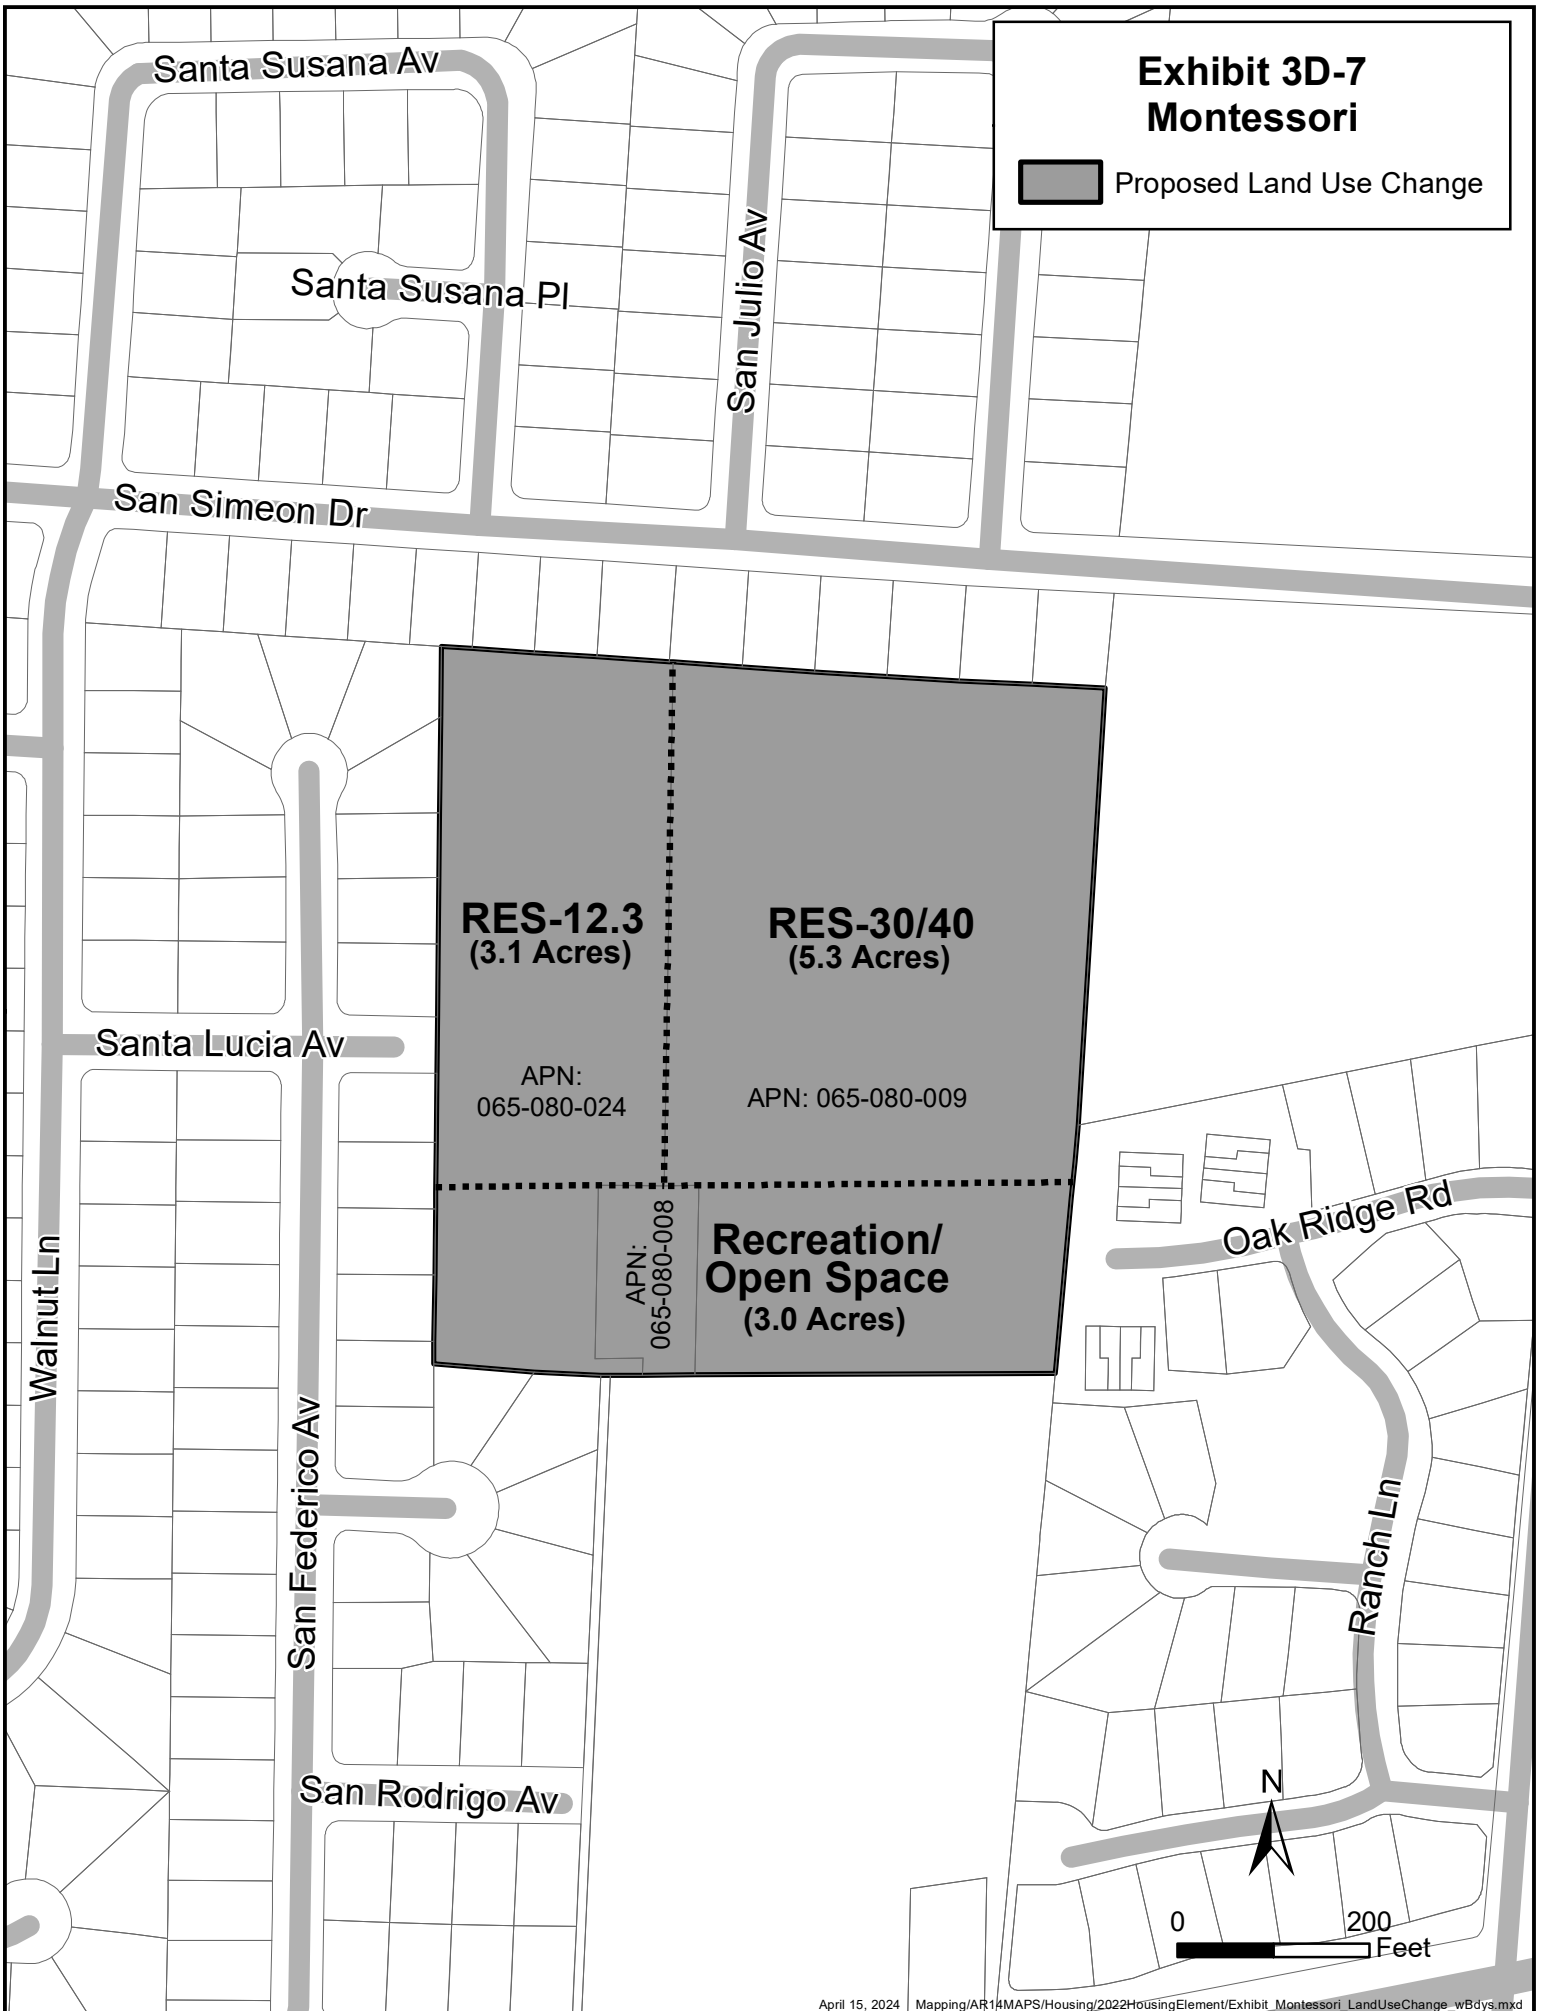 Exhibit 3D-7
Montessori
Proposed Land Use Change
Santa Susana Av
Santa Susana Pl
San Julio Av
San Simeon Dr
RES-12.3
(3.1 Acres)
RES-30/40
(5.3 Acres)
Santa Lucia Av
APN:
065-080-024
APN: 065-080-009
Oak Ridge Rd
APN:
065-080-008
Recreation/
Open Space
(3.0 Acres)
Walnut Ln
San Federico Av
Ranch Ln
San Rodrigo Av
N
0 200
Feet
April 15, 2024 Mapping/AR14MAPS/Housing/2022HousingElement/Exhibit_Montessori_LandUseChange_wBdys.mxd